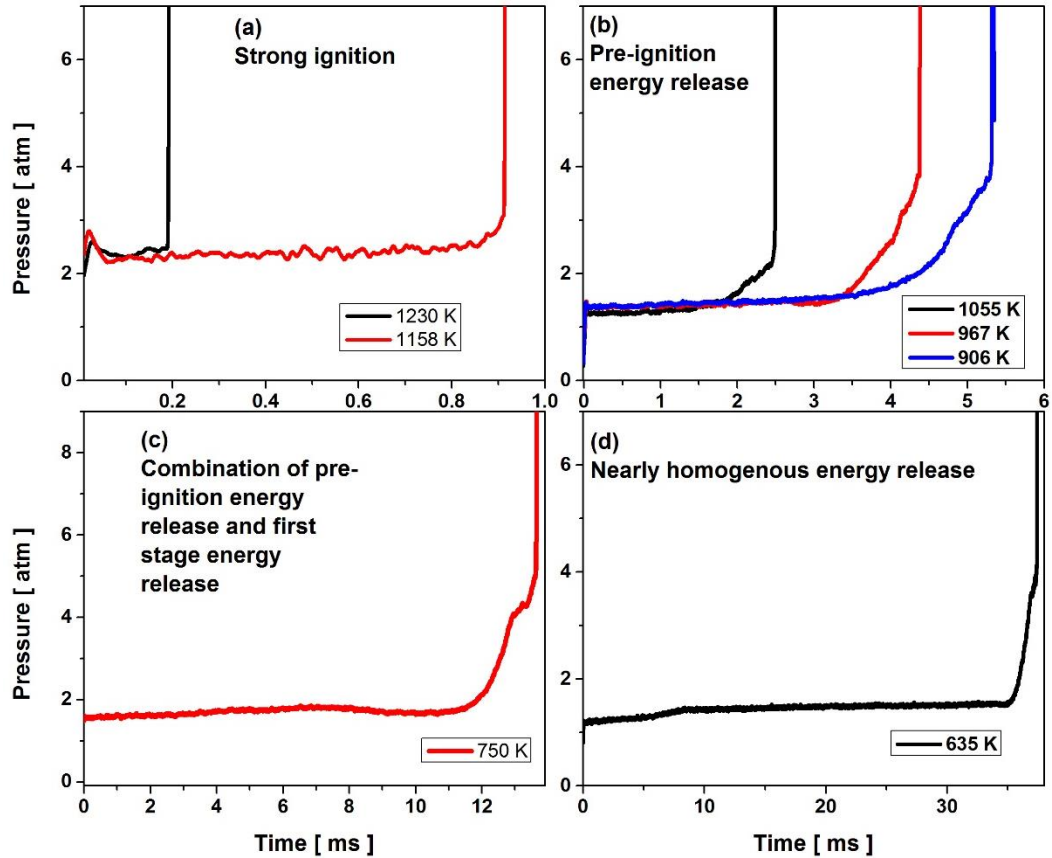 (a)
Strong ignition
Pressure [ atm ]
6
4
2
0
0.2
0.4
0.6
0.8
1.0
1230 K
1158 K
(b)
Pre-ignition
energy release
6
4
2
0
0
1
2
3
4
5
6
1055 K
967 K
906 K
(c)
Combination of pre-
ignition energy
release and first
stage energy
release
Pressure [ atm ]
8
6
4
2
0
0
2
4
6
8
10
12
750 K
Time [ ms ]
(d)
Nearly homogenous energy release
6
4
2
0
0
10
20
30
635 K
Time [ ms ]